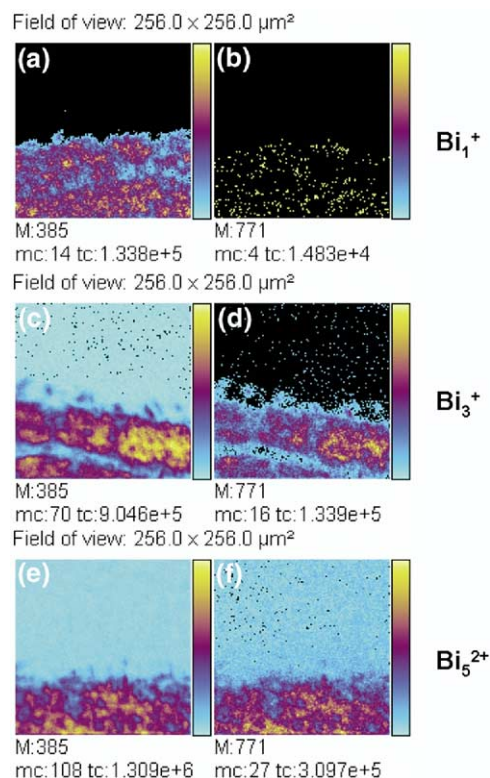 Field of view: 256.0 × 256.0 µm²
(a) (b)
Bi₁⁺
M:385 M:771
mc:14 tc:1.338e+5 mc:4 tc:1.483e+4
Field of view: 256.0 × 256.0 µm²
(c) (d)
Bi₃⁺
M:385 M:771
mc:70 tc:9.046e+5 mc:16 tc:1.339e+5
Field of view: 256.0 × 256.0 µm²
(e) (f)
Bi₅²⁺
M:385 M:771
mc:108 tc:1.309e+6 mc:27 tc:3.097e+5